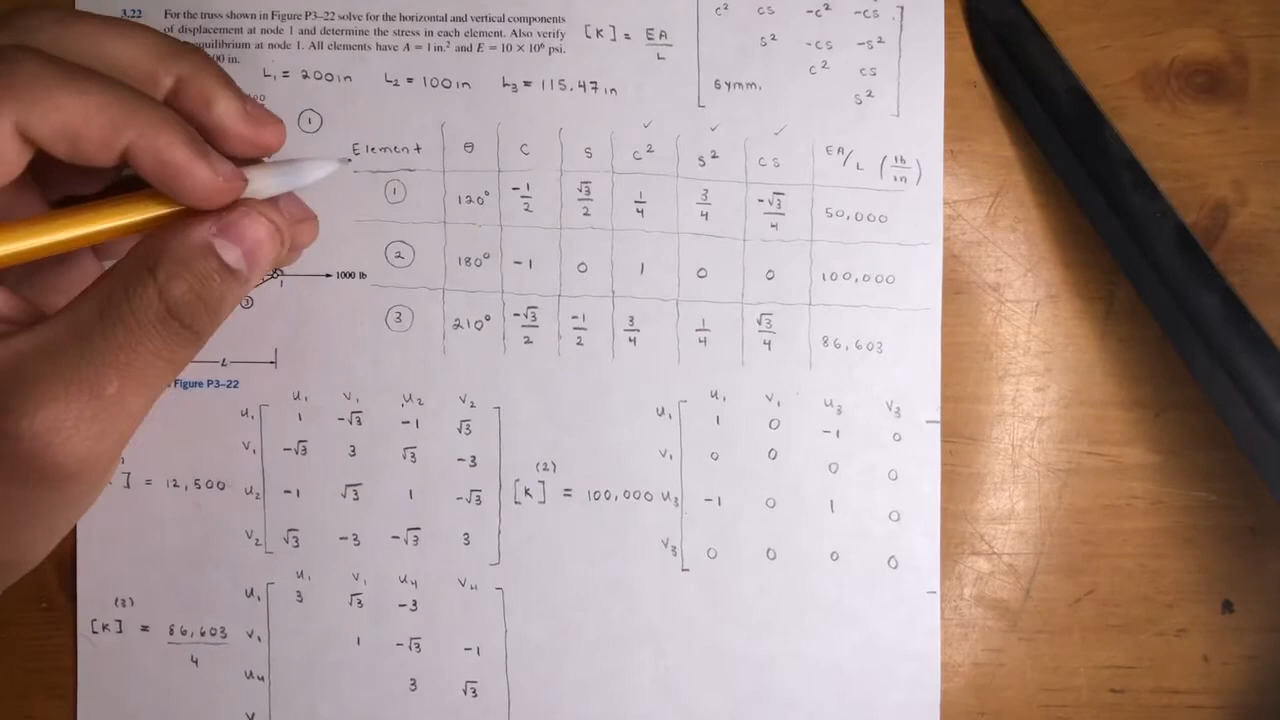 3.22 For the truss shown in Figure P3–22 solve for the horizontal and vertical components
of displacement at node 1 and determine the stress in each element. Also verify
equilibrium at node 1. All elements have A = 1 in.² and E = 10 × 10⁶ psi.
in.
[K] = EA/L
c² cs -c² -cs
s² -cs -s²
c² cs
Symm. s²
L₁ = 200in L₂ = 100in L₃ = 115.47in
①
Element θ C S C² S² CS EA/L (lb/in)
① 120° -1/2 √3/2 1/4 3/4 -√3/4 50,000
② 180° -1 0 1 0 0 100,000
③ 210° -√3/2 -1/2 3/4 1/4 √3/4 86,603
1000 lb
1
③
L
Figure P3–22
u₁ v₁ u₂ v₂
] = 12,500
u₁ 1 -√3 -1 √3
v₁ -√3 3 √3 -3
u₂ -1 √3 1 -√3
v₂ √3 -3 -√3 3
u₁ v₁ u₃ v₃
[K]⁽²⁾ = 100,000
u₁ 1 0 -1 0
v₁ 0 0 0 0
u₃ -1 0 1 0
v₃ 0 0 0 0
u₁ v₁ u₄ v₄
[K]⁽³⁾ = 86,603/4
u₁ 3 √3 -3
v₁ 1 -√3 -1
u₄ 3 √3